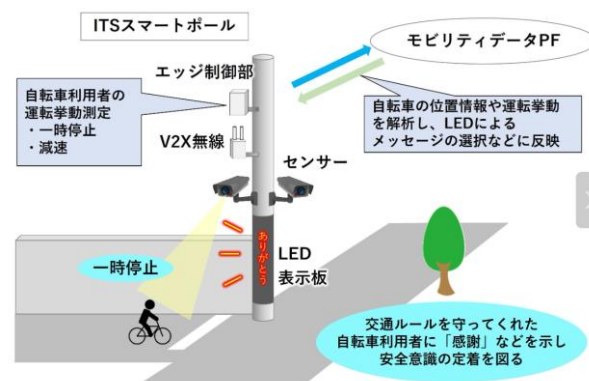 ITSスマートポール
モビリティデータPF
エッジ制御部
自転車利用者の
運転挙動測定
・一時停止
・減速
V2X無線
自転車の位置情報や運転挙動
を解析し、LEDによる
メッセージの選択などに反映
センサー
ありがとう
LED
表示板
一時停止
交通ルールを守ってくれた
自転車利用者に「感謝」などを示し
安全意識の定着を図る